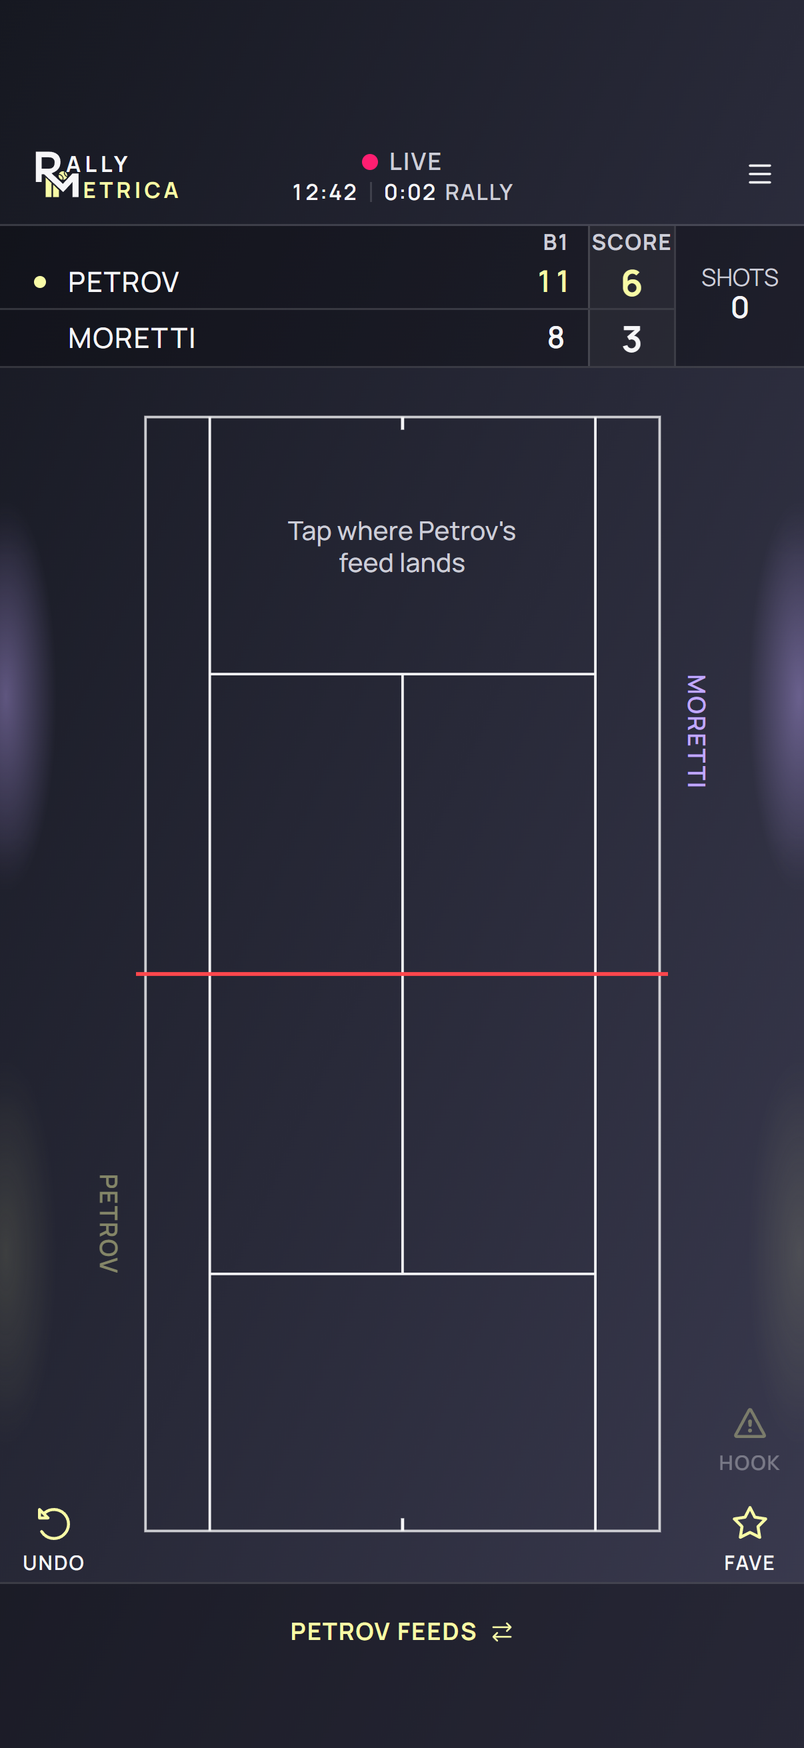 RALLY
METRICA
LIVE
12:42 | 0:02 RALLY
B1 SCORE
PETROV 11 6
MORETTI 8 3
SHOTS
0
Tap where Petrov's
feed lands
MORETTI
PETROV
HOOK
UNDO
FAVE
PETROV FEEDS